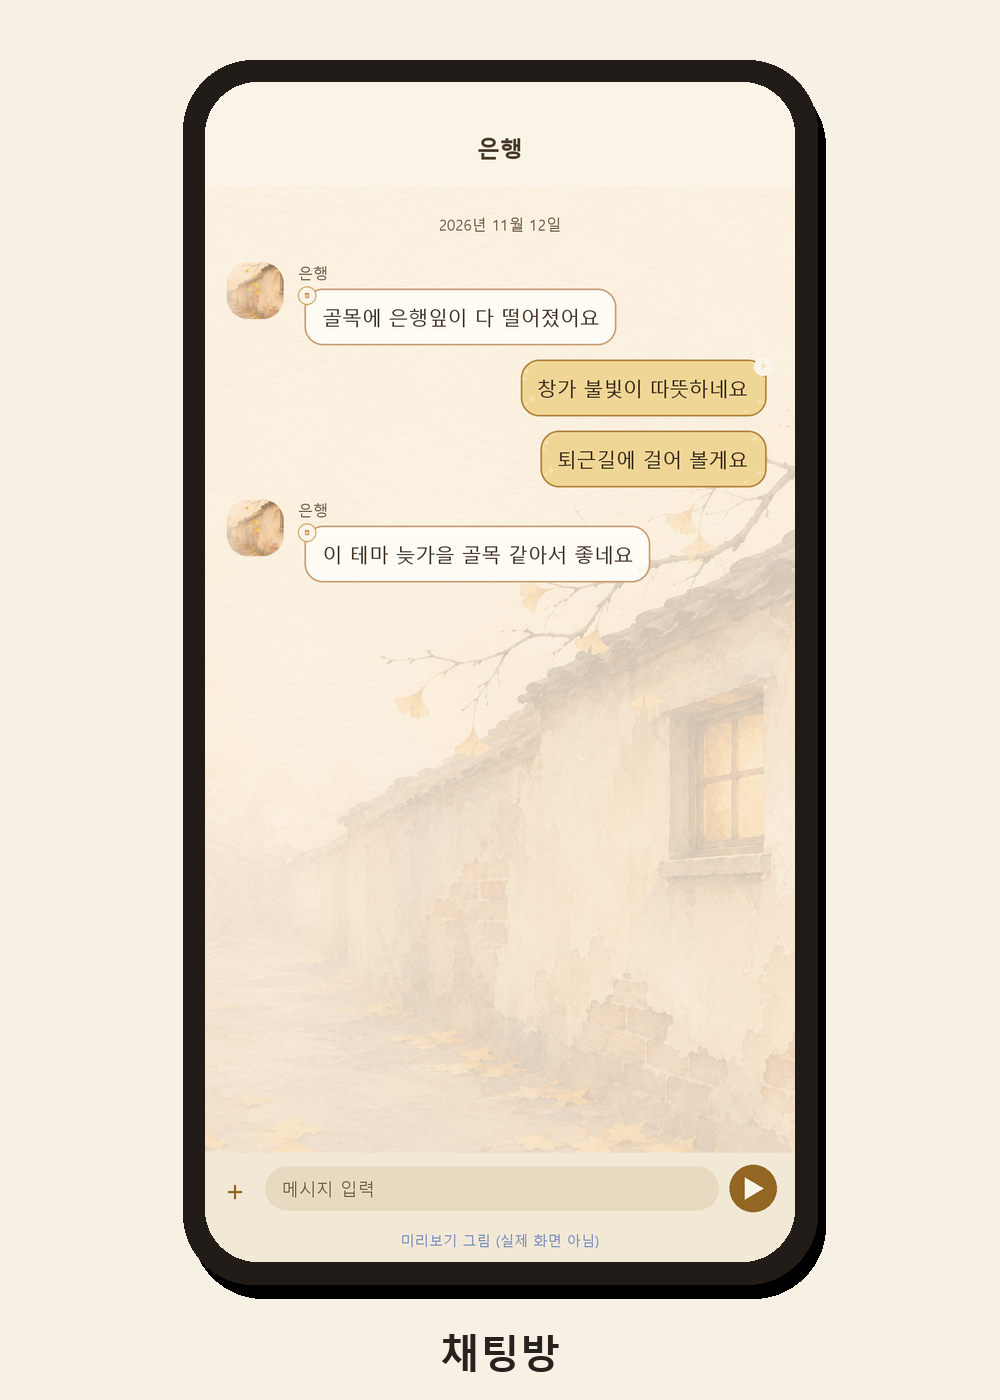 은행
2026년 11월 12일
은행
골목에 은행잎이 다 떨어졌어요
창가 불빛이 따뜻하네요
퇴근길에 걸어 볼게요
은행
이 테마 늦가을 골목 같아서 좋네요
+
메시지 입력
미리보기 그림 (실제 화면 아님)
채팅방